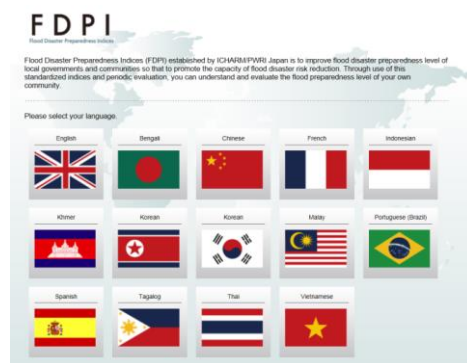 FDPI
Flood Disaster Preparedness Indices
Flood Disaster Preparedness Indices (FDPI) established by ICHARM/PWRI Japan is to improve flood disaster preparedness level of
local governments and communities so that to promote the capacity of flood disaster risk reduction. Through use of this
standardized indices and periodic evaluation, you can understand and evaluate the flood preparedness level of your own
community.
Please select your language.
English Bengali Chinese French Indonesian
Khmer Korean Korean Malay Portuguese (Brazil)
Spanish Tagalog Thai Vietnamese